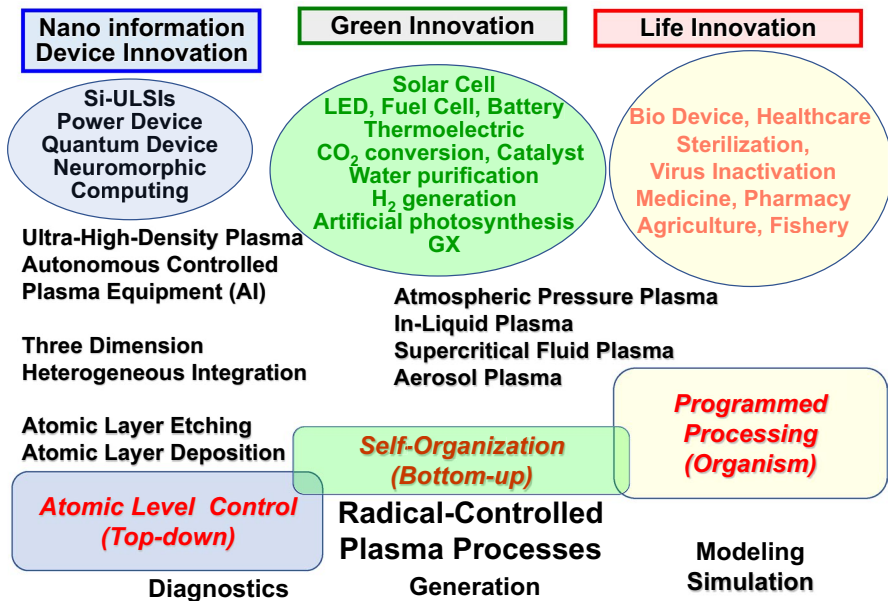 Nano information
Device Innovation
Green Innovation
Life Innovation
Si-ULSIs
Power Device
Quantum Device
Neuromorphic
Computing
Solar Cell
LED, Fuel Cell, Battery
Thermoelectric
CO₂ conversion, Catalyst
Water purification
H₂ generation
Artificial photosynthesis
GX
Bio Device, Healthcare
Sterilization,
Virus Inactivation
Medicine, Pharmacy
Agriculture, Fishery
Ultra-High-Density Plasma
Autonomous Controlled
Plasma Equipment (AI)
Three Dimension
Heterogeneous Integration
Atomic Layer Etching
Atomic Layer Deposition
Atmospheric Pressure Plasma
In-Liquid Plasma
Supercritical Fluid Plasma
Aerosol Plasma
Atomic Level Control
(Top-down)
Self-Organization
(Bottom-up)
Programmed
Processing
(Organism)
Radical-Controlled
Plasma Processes
Diagnostics
Generation
Modeling
Simulation